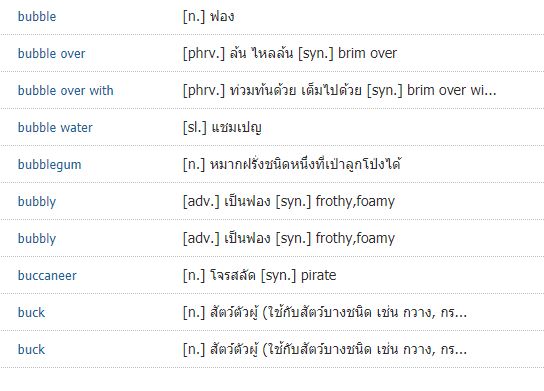 bubble [n.] ฟอง
bubble over [phrv.] ล้น ไหลล้น [syn.] brim over
bubble over with [phrv.] ท่วมท้นด้วย เต็มไปด้วย [syn.] brim over wi...
bubble water [sl.] แชมเปญ
bubblegum [n.] หมากฝรั่งชนิดหนึ่งที่เป่าลูกโป่งได้
bubbly [adv.] เป็นฟอง [syn.] frothy,foamy
bubbly [adv.] เป็นฟอง [syn.] frothy,foamy
buccaneer [n.] โจรสลัด [syn.] pirate
buck [n.] สัตว์ตัวผู้ (ใช้กับสัตว์บางชนิด เช่น กวาง, กร...
buck [n.] สัตว์ตัวผู้ (ใช้กับสัตว์บางชนิด เช่น กวาง, กร...